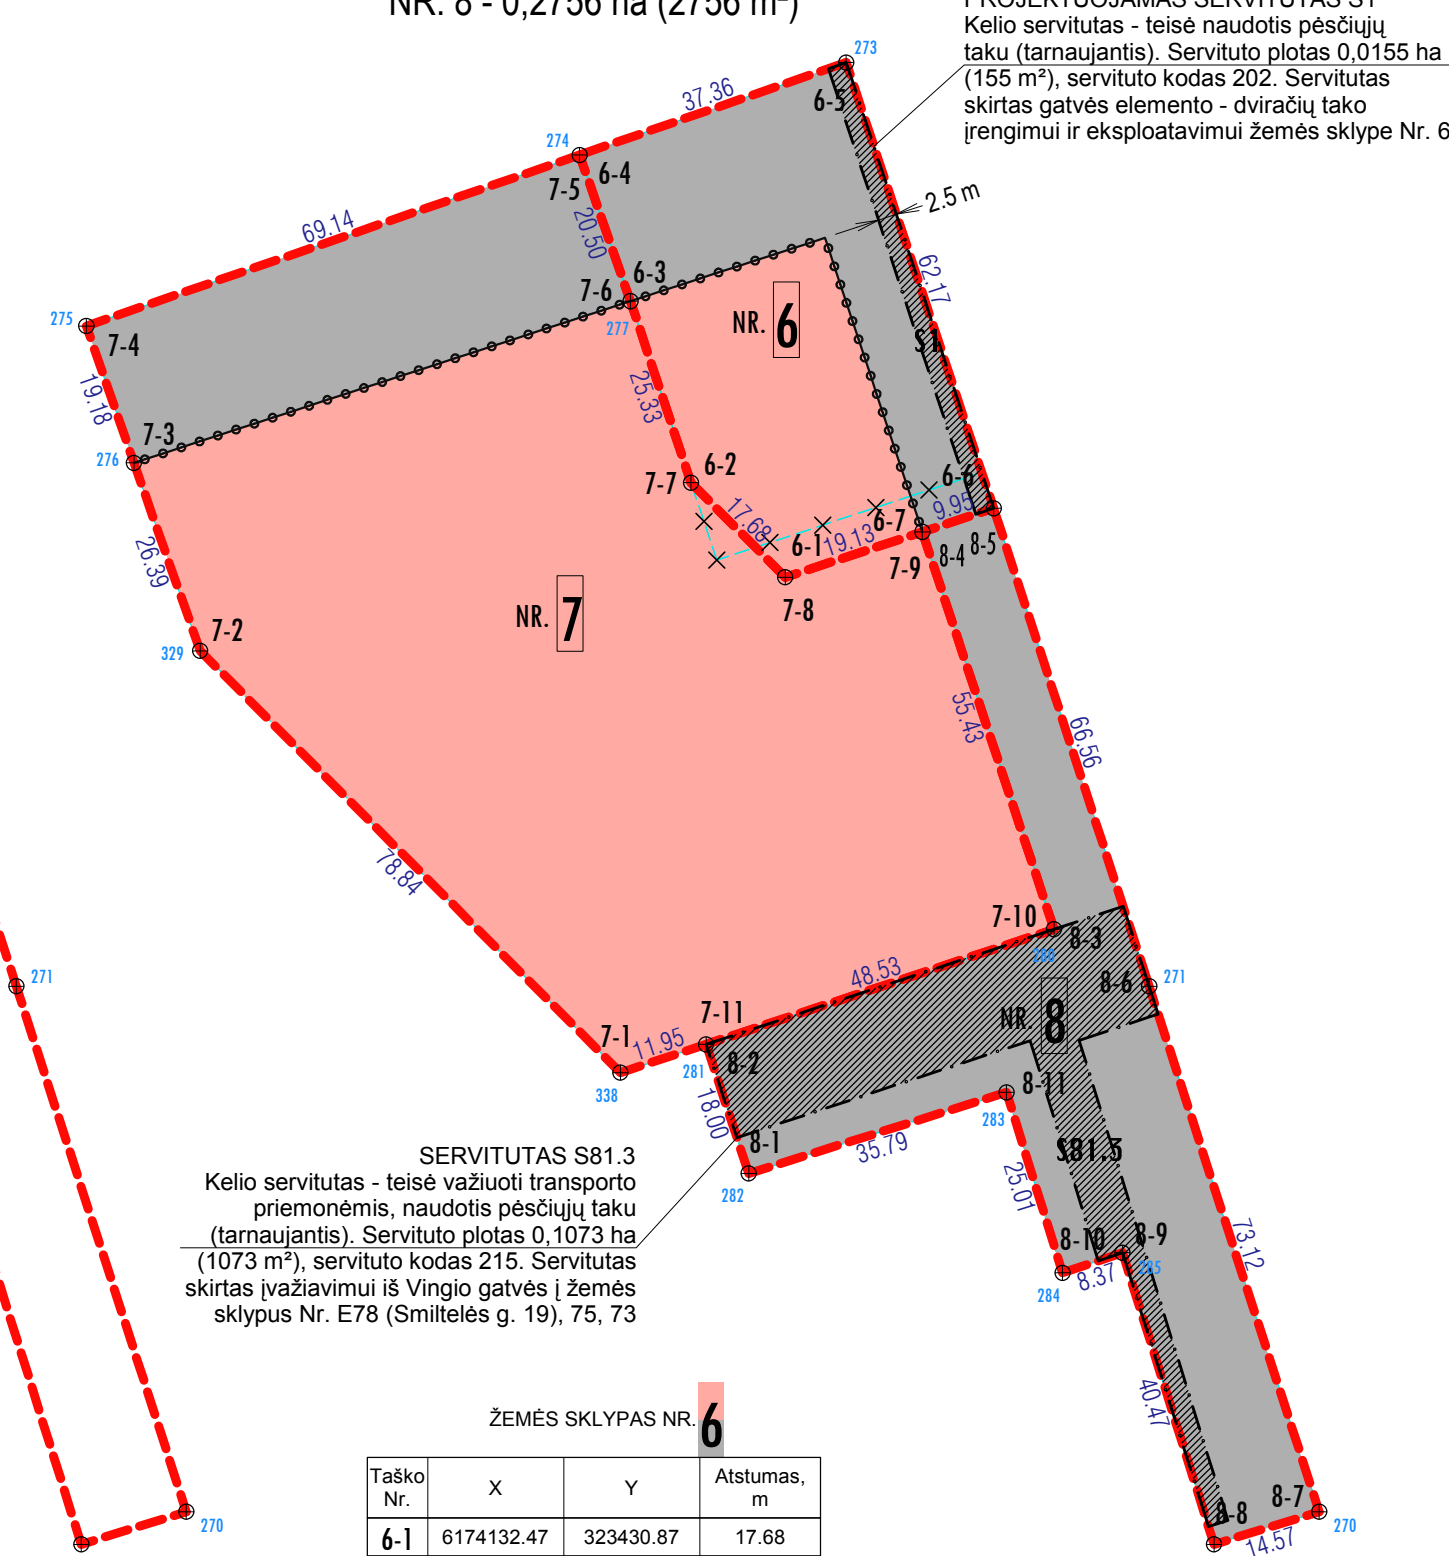 NR. 8 - 0,2756 ha (2756 m²)
PROJEKTUOJAMAS SERVITUTAS S1
Kelio servitutas - teisė naudotis pėsčiųjų
taku (tarnaujantis). Servituto plotas 0,0155 ha
(155 m²), servituto kodas 202. Servitutas
skirtas gatvės elemento - dviračių tako
įrengimui ir eksploatavimui žemės sklype Nr. 6
273
6-5
37.36
274
6-4
7-5
20.50
69.14
2.5 m
62.17
275
7-4
19.18
6-3
7-6
277
NR. 6
S1
25.33
7-3
276
6-2
7-7
17.68
6-6
9.95
6-7
6-1
19.13
8-5
8-4
7-9
7-8
26.39
NR. 7
7-2
329
55.43
66.56
78.84
7-10
8-3
280
48.53
271
8-6
271
NR. 8
7-11
7-1
11.95
281
8-2
338
18.00
8-11
283
8-1
35.79
282
S81.3
25.01
SERVITUTAS S81.3
Kelio servitutas - teisė važiuoti transporto
priemonėmis, naudotis pėsčiųjų taku
(tarnaujantis). Servituto plotas 0,1073 ha
(1073 m²), servituto kodas 215. Servitutas
skirtas įvažiavimui iš Vingio gatvės į žemės
sklypus Nr. E78 (Smiltelės g. 19), 75, 73
8-10
8-9
285
8.37
284
73.12
40.47
8-8
8-7
270
14.57
270
ŽEMĖS SKLYPAS NR. 6
Taško Nr. X Y Atstumas, m
6-1 6174132.47 323430.87 17.68